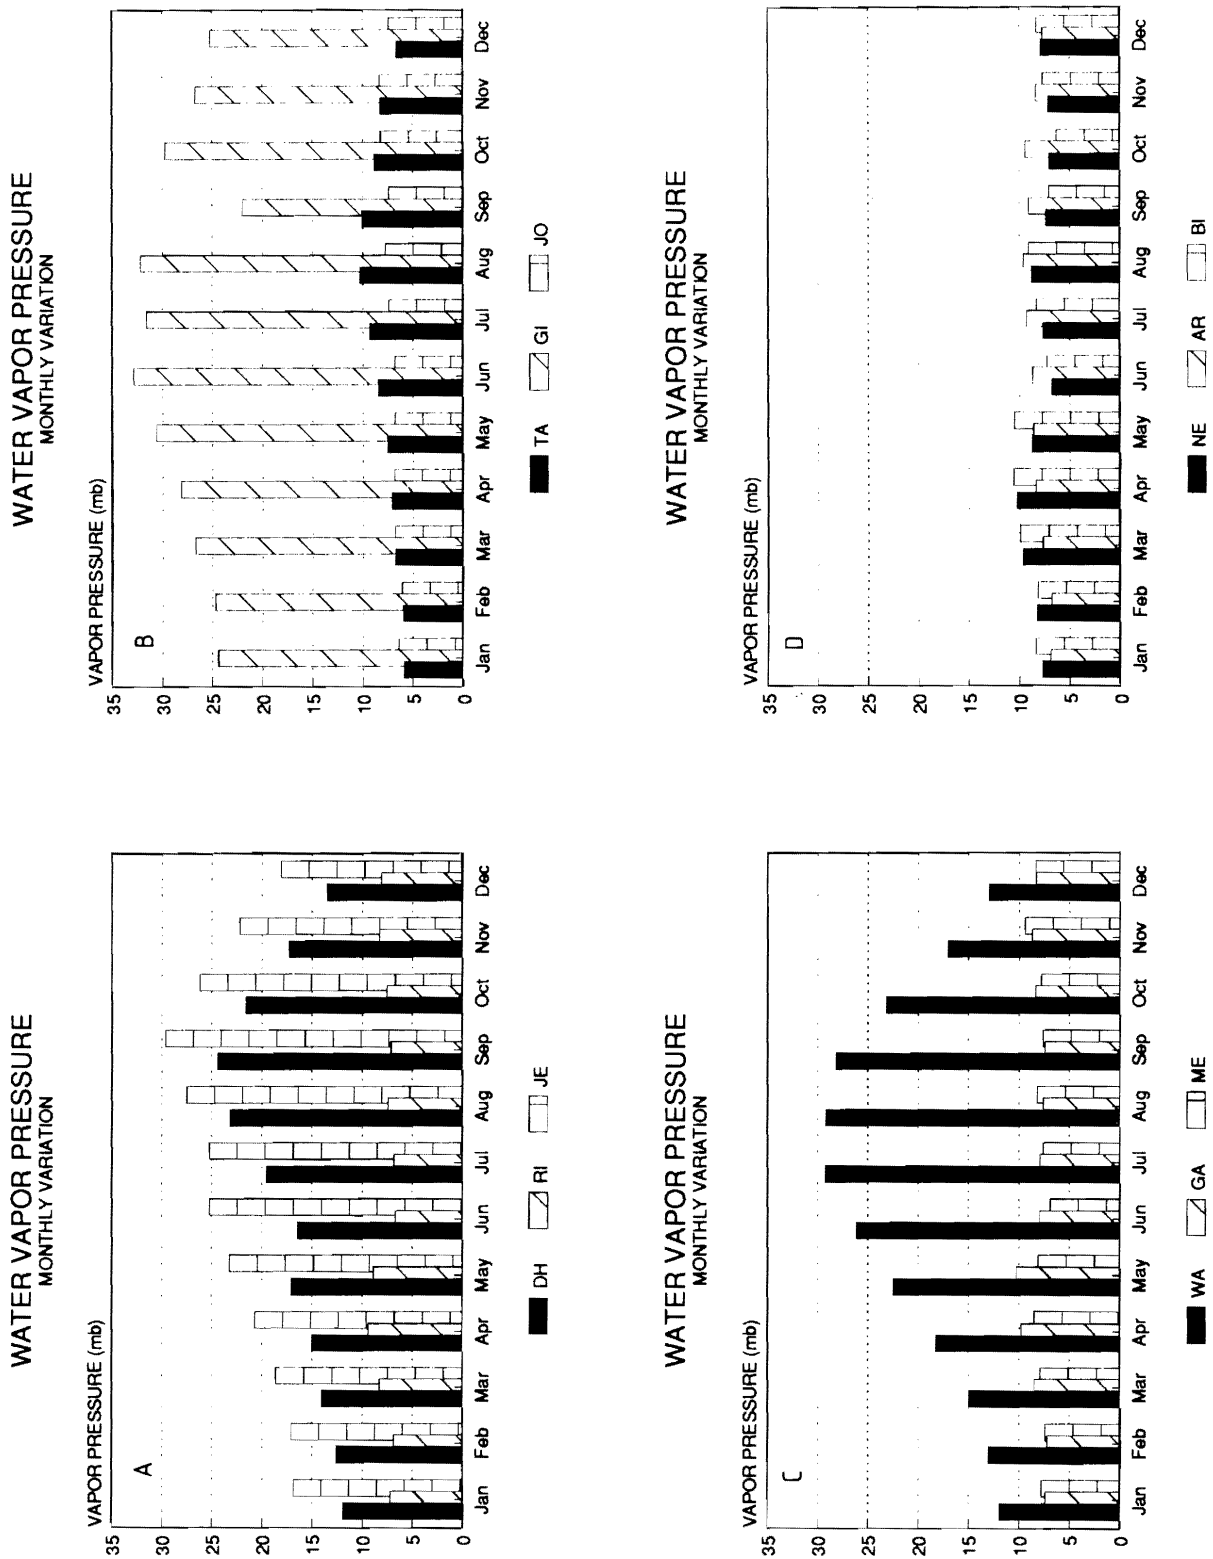 WATER VAPOR PRESSURE
MONTHLY VARIATION
VAPOR PRESSURE (mb)
A
35
30
25
20
15
10
5
0
Jan Feb Mar Apr May Jun Jul Aug Sep Oct Nov Dec
DH RI JE
WATER VAPOR PRESSURE
MONTHLY VARIATION
VAPOR PRESSURE (mb)
B
35
30
25
20
15
10
5
0
Jan Feb Mar Apr May Jun Jul Aug Sep Oct Nov Dec
TA GI JO
WATER VAPOR PRESSURE
MONTHLY VARIATION
VAPOR PRESSURE (mb)
C
35
30
25
20
15
10
5
0
Jan Feb Mar Apr May Jun Jul Aug Sep Oct Nov Dec
WA GA ME
WATER VAPOR PRESSURE
MONTHLY VARIATION
VAPOR PRESSURE (mb)
D
35
30
25
20
15
10
5
0
Jan Feb Mar Apr May Jun Jul Aug Sep Oct Nov Dec
NE AR BI